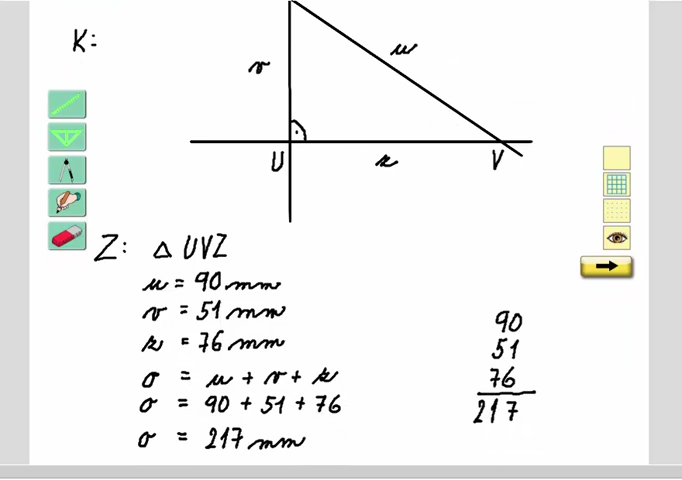 K:
v
u
U
z
V
Z: △ UVZ
u = 90 mm
v = 51 mm
z = 76 mm
o = u + v + z
o = 90 + 51 + 76
o = 217 mm
90
51
76
217